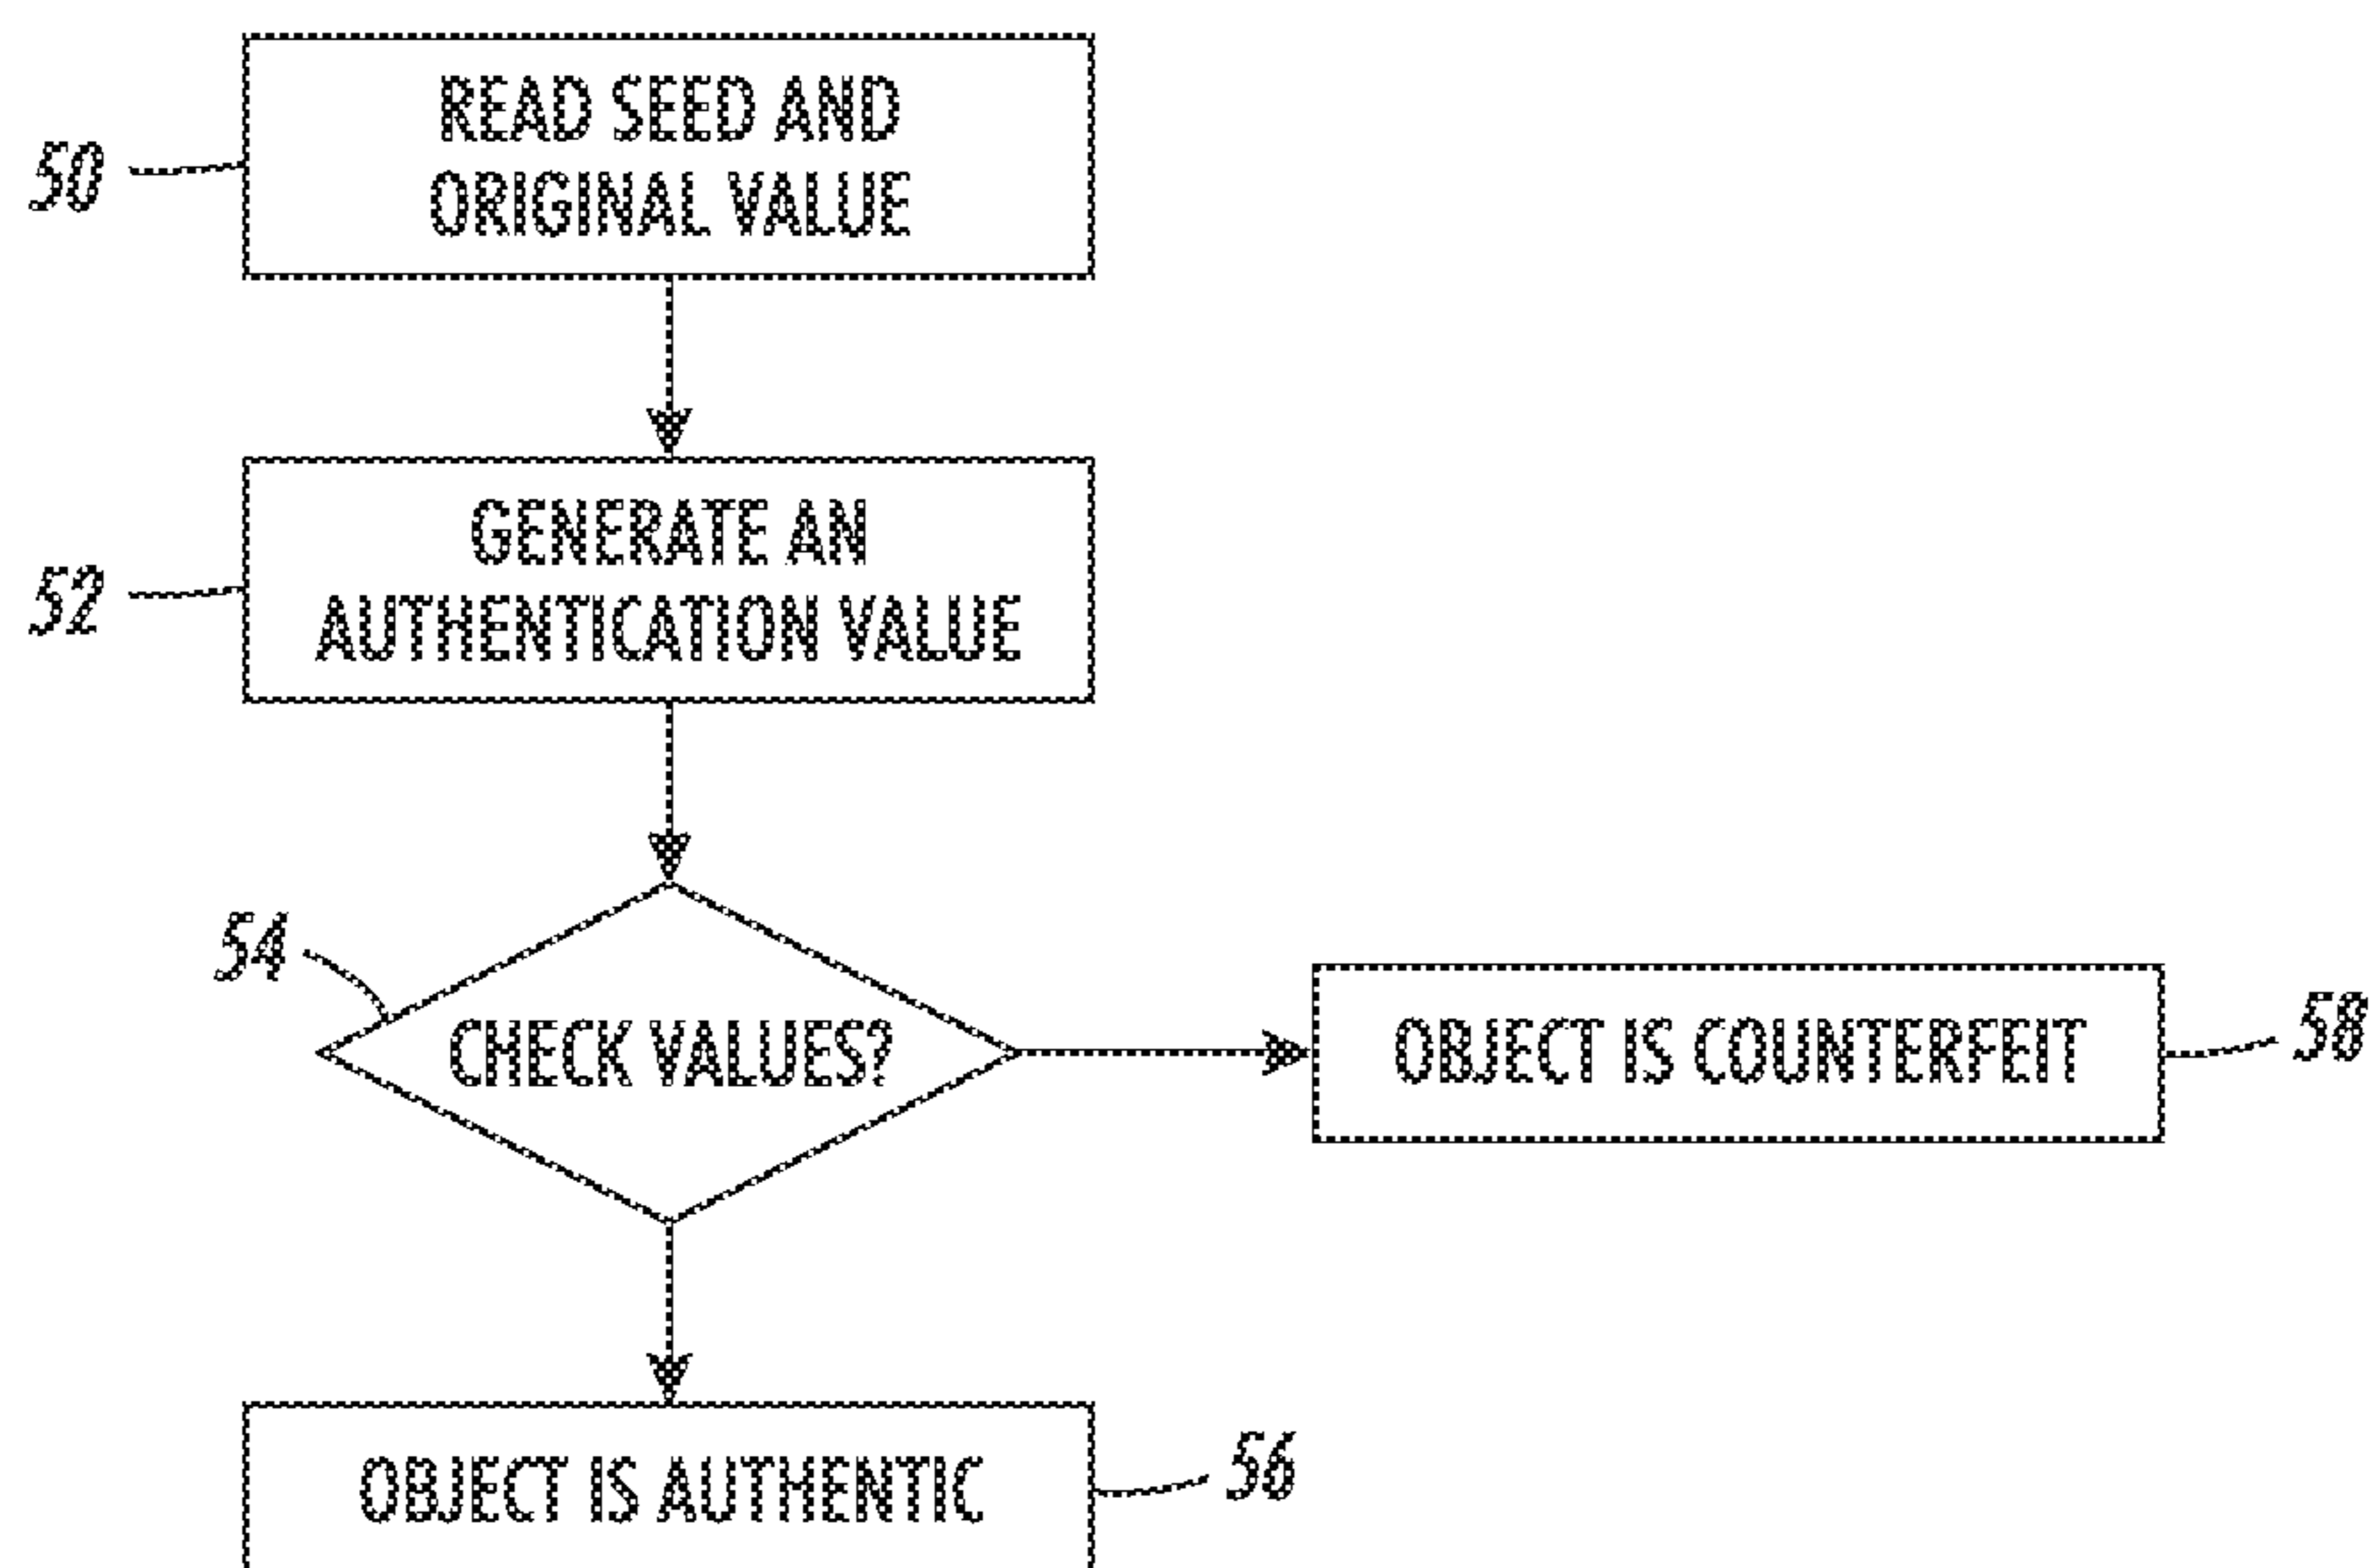 50
READ SEED AND
ORIGINAL VALUE
52
GENERATE AN
AUTHENTICATION VALUE
54
CHECK VALUES?
OBJECT IS COUNTERFEIT
58
OBJECT IS AUTHENTIC
56